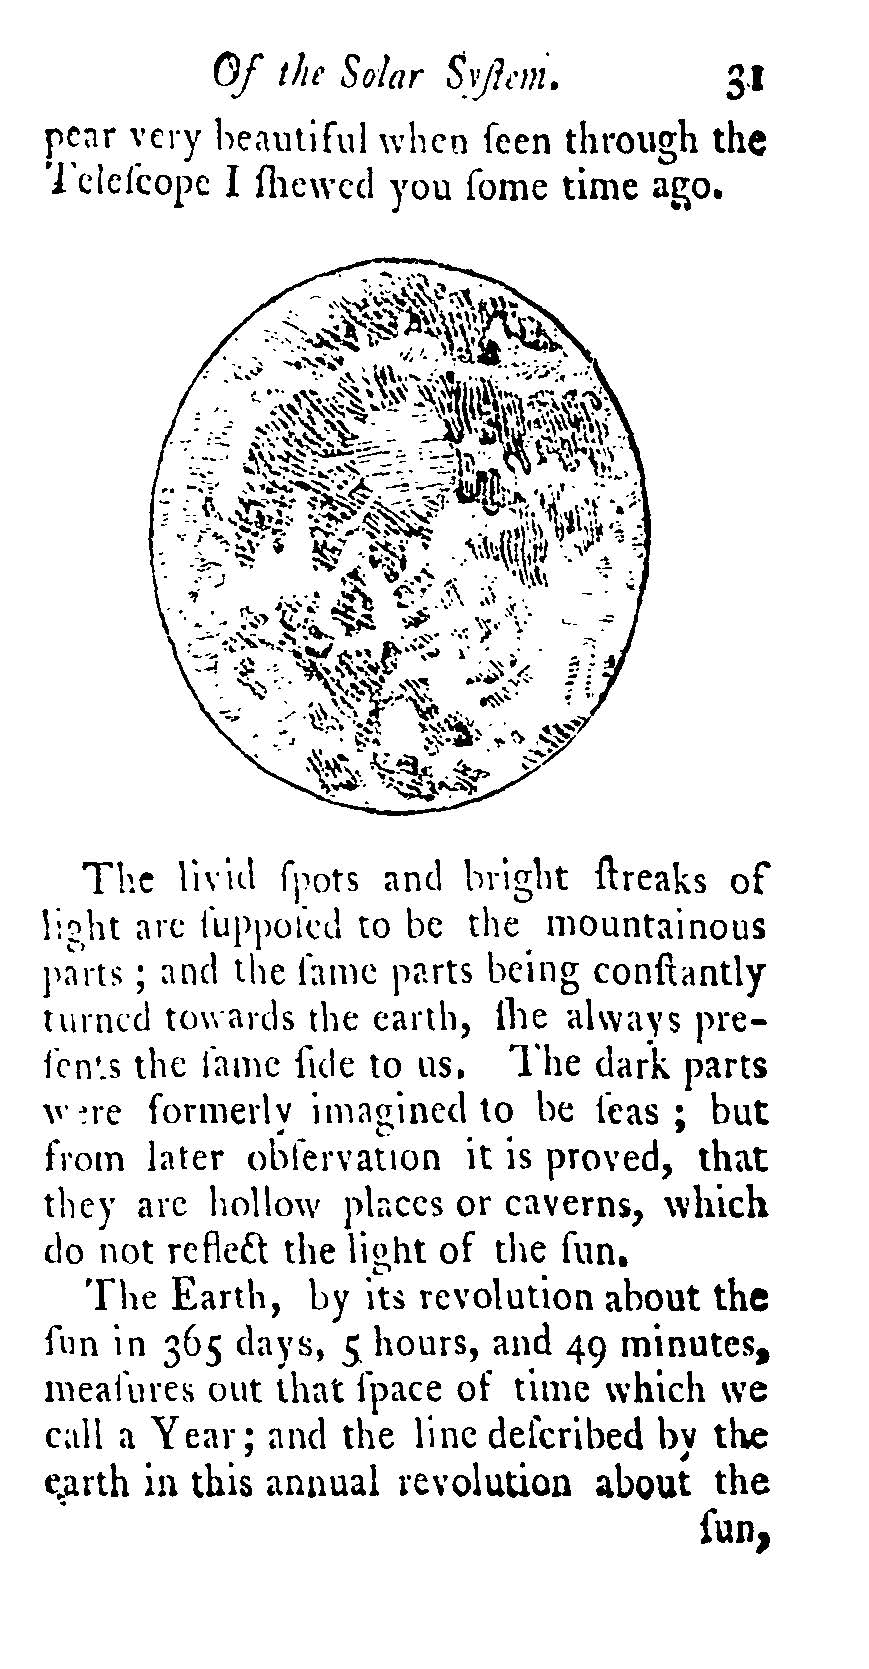 Of the Solar Syſtem. 31
pear very beautiful when ſeen through the
Teleſcope I ſhewed you ſome time ago.
The livid ſpots and bright ſtreaks of
light are ſuppoſed to be the mountainous
parts ; and the ſame parts being conſtantly
turned towards the earth, ſhe always pre-
ſents the ſame ſide to us. The dark parts
were formerly imagined to be ſeas ; but
from later obſervation it is proved, that
they are hollow places or caverns, which
do not reflect the light of the ſun.
The Earth, by its revolution about the
ſun in 365 days, 5 hours, and 49 minutes,
meaſures out that ſpace of time which we
call a Year; and the line deſcribed by the
earth in this annual revolution about the
ſun,